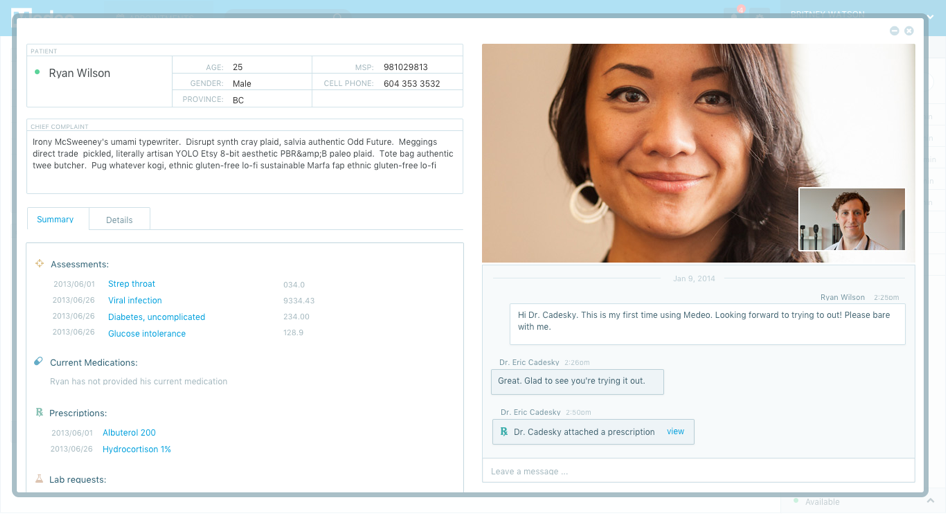 PATIENT
Ryan Wilson
AGE: 25
MSP: 981029813
GENDER: Male
CELL PHONE: 604 353 3532
PROVINCE: BC
CHIEF COMPLAINT
Irony McSweeney's umami typewriter. Disrupt synth cray plaid, salvia authentic Odd Future. Meggings
direct trade pickled, literally artisan YOLO Etsy 8-bit aesthetic PBR&amp;B paleo plaid. Tote bag authentic
twee butcher. Pug whatever kogi, ethnic gluten-free lo-fi sustainable Marfa fap ethnic gluten-free lo-fi
Summary
Details
Assessments:
2013/06/01 Strep throat 034.0
2013/06/26 Viral infection 9334.43
2013/06/26 Diabetes, uncomplicated 234.00
2013/06/26 Glucose intolerance 128.9
Current Medications:
Ryan has not provided his current medication
Prescriptions:
2013/06/01 Albuterol 200
2013/06/26 Hydrocortison 1%
Lab requests:
Jan 9, 2014
Ryan Wilson 2:25pm
Hi Dr. Cadesky. This is my first time using Medeo. Looking forward to trying to out! Please bare
with me.
Dr. Eric Cadesky 2:26pm
Great. Glad to see you're trying it out.
Dr. Eric Cadesky 2:50pm
Dr. Cadesky attached a prescription view
Leave a message ...
Available